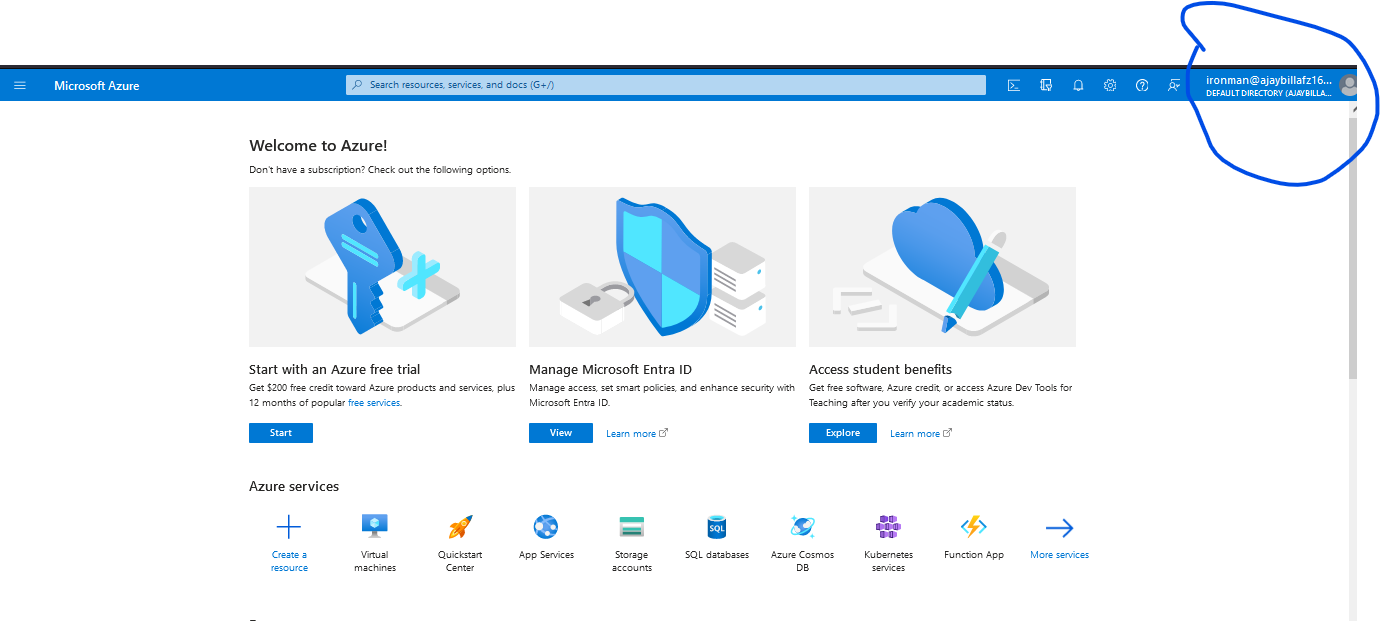 Microsoft Azure
Search resources, services, and docs (G+/)
ironman@ajaybillafz16...
DEFAULT DIRECTORY (AJAYBILLA...
Welcome to Azure!
Don't have a subscription? Check out the following options.
Start with an Azure free trial
Get $200 free credit toward Azure products and services, plus
12 months of popular free services.
Start
Manage Microsoft Entra ID
Manage access, set smart policies, and enhance security with
Microsoft Entra ID.
View Learn more
Access student benefits
Get free software, Azure credit, or access Azure Dev Tools for
Teaching after you verify your academic status.
Explore Learn more
Azure services
SQL
Create a
resource
Virtual
machines
Quickstart
Center
App Services
Storage
accounts
SQL databases
Azure Cosmos
DB
Kubernetes
services
Function App
More services